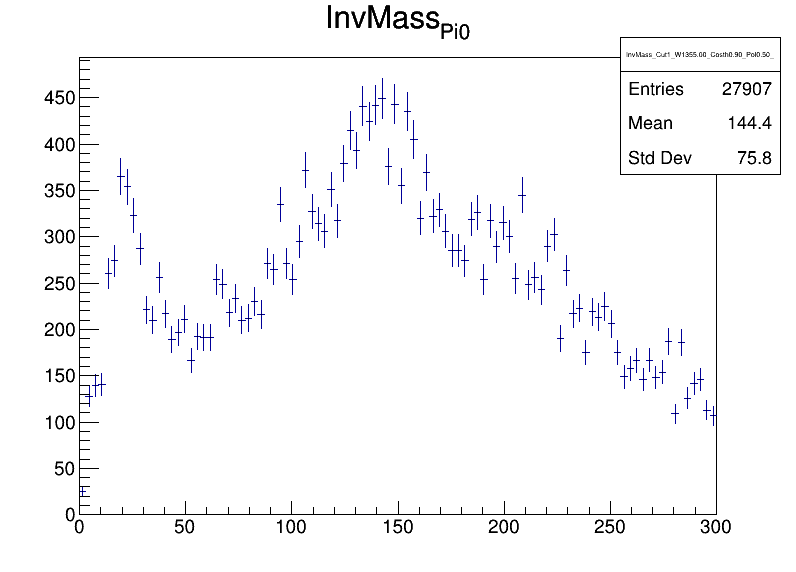 InvMass_Pi0
InvMass_Cut1_W1355.00_Costh0.90_Pol0.50_
Entries 27907
Mean 144.4
Std Dev 75.8
450
400
350
300
250
200
150
100
50
0
0 50 100 150 200 250 300